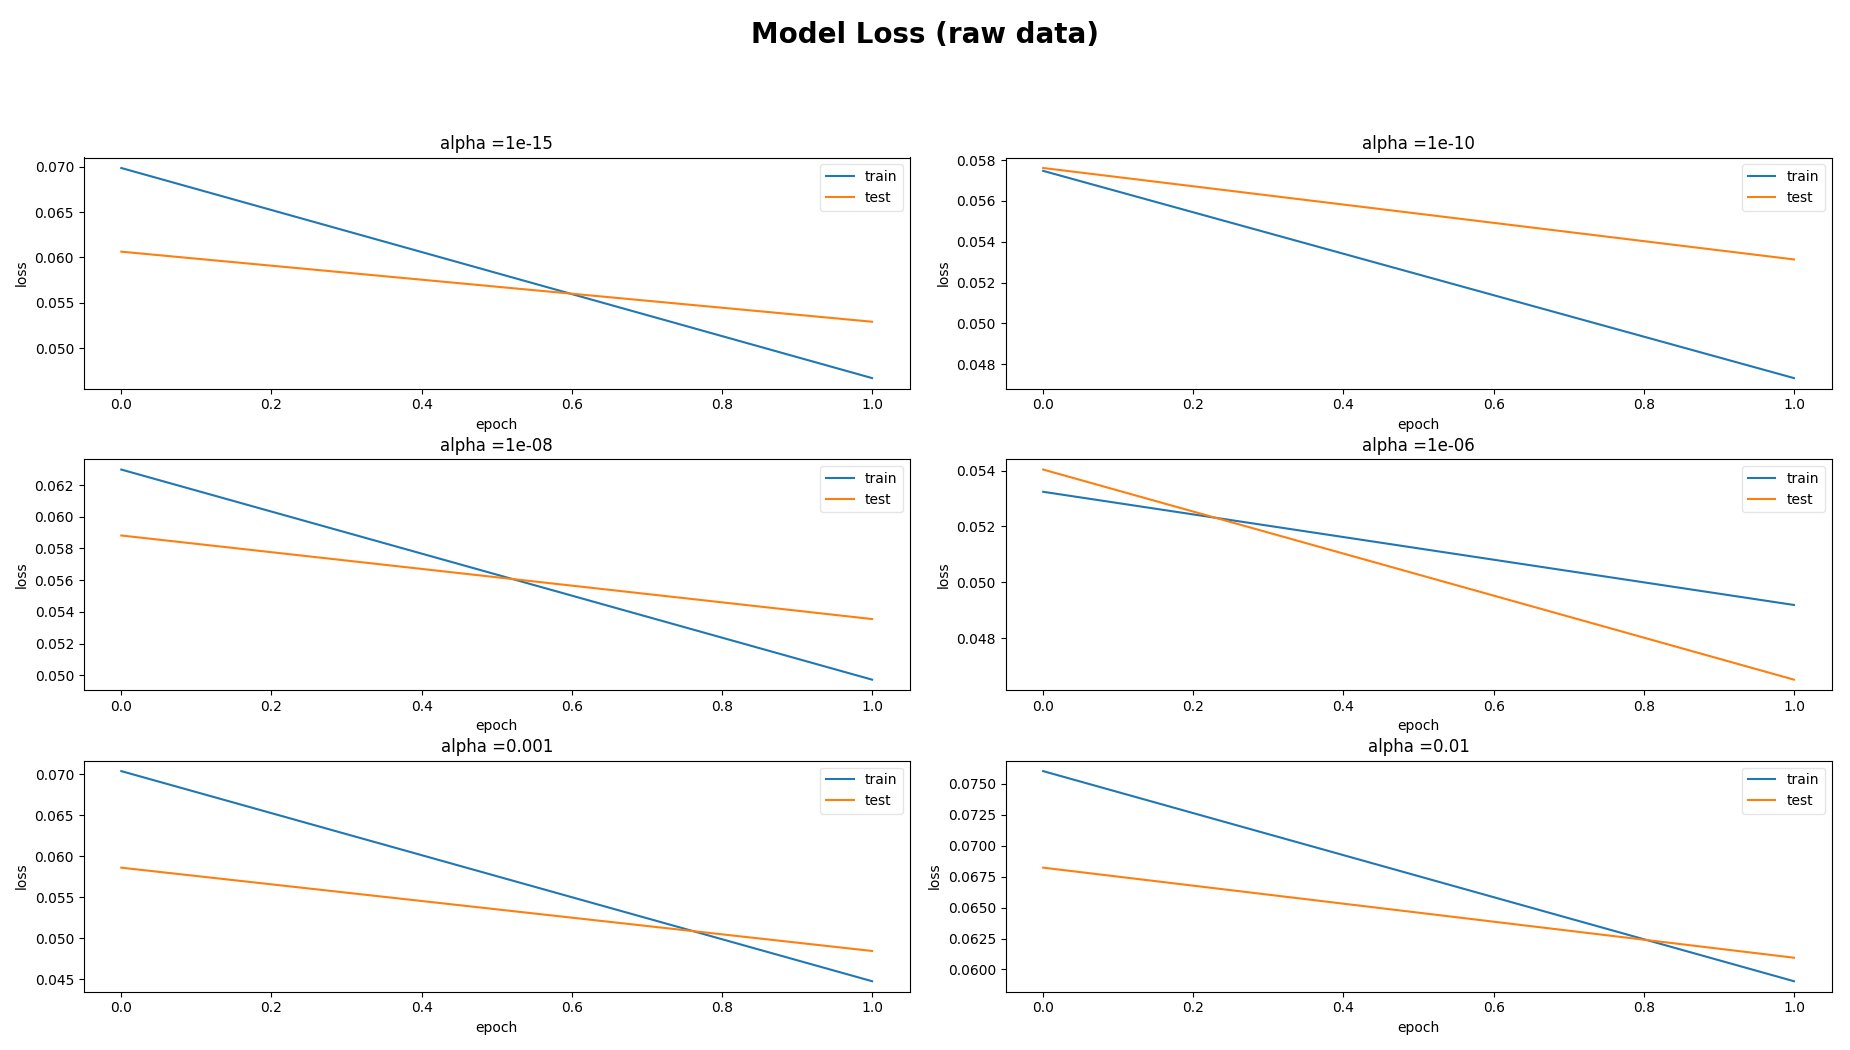 Model Loss (raw data)
alpha =1e-15
0.070
0.065
0.060
0.055
0.050
loss
train
test
0.0 0.2 0.4 0.6 0.8 1.0
epoch
alpha =1e-10
0.058
0.056
0.054
0.052
0.050
0.048
loss
train
test
0.0 0.2 0.4 0.6 0.8 1.0
epoch
alpha =1e-08
0.062
0.060
0.058
0.056
0.054
0.052
0.050
loss
train
test
0.0 0.2 0.4 0.6 0.8 1.0
epoch
alpha =1e-06
0.054
0.052
0.050
0.048
loss
train
test
0.0 0.2 0.4 0.6 0.8 1.0
epoch
alpha =0.001
0.070
0.065
0.060
0.055
0.050
0.045
loss
train
test
0.0 0.2 0.4 0.6 0.8 1.0
epoch
alpha =0.01
0.0750
0.0725
0.0700
0.0675
0.0650
0.0625
0.0600
loss
train
test
0.0 0.2 0.4 0.6 0.8 1.0
epoch